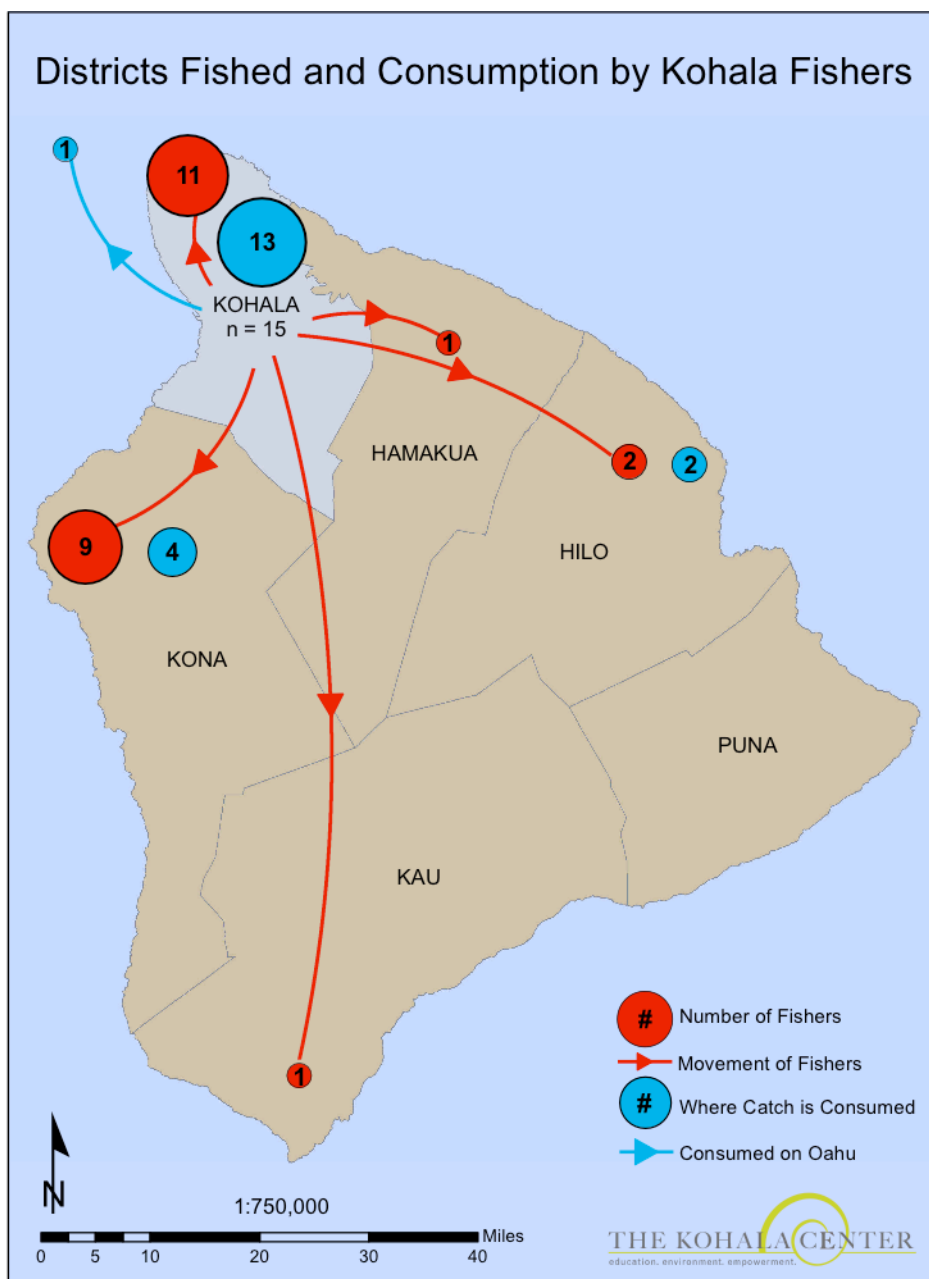 Districts Fished and Consumption by Kohala Fishers
1
11
13
KOHALA
n = 15
1
HAMAKUA
2
2
9
4
HILO
KONA
PUNA
KAU
1
# Number of Fishers
Movement of Fishers
# Where Catch is Consumed
Consumed on Oahu
N
1:750,000
Miles
0 5 10 20 30 40
THE KOHALA CENTER
education. environment. empowerment.